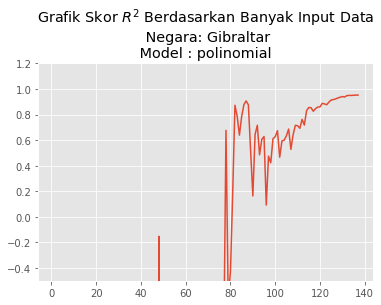 Grafik Skor R² Berdasarkan Banyak Input Data
Negara: Gibraltar
Model : polinomial
1.2
1.0
0.8
0.6
0.4
0.2
0.0
−0.2
−0.4
0 20 40 60 80 100 120 140